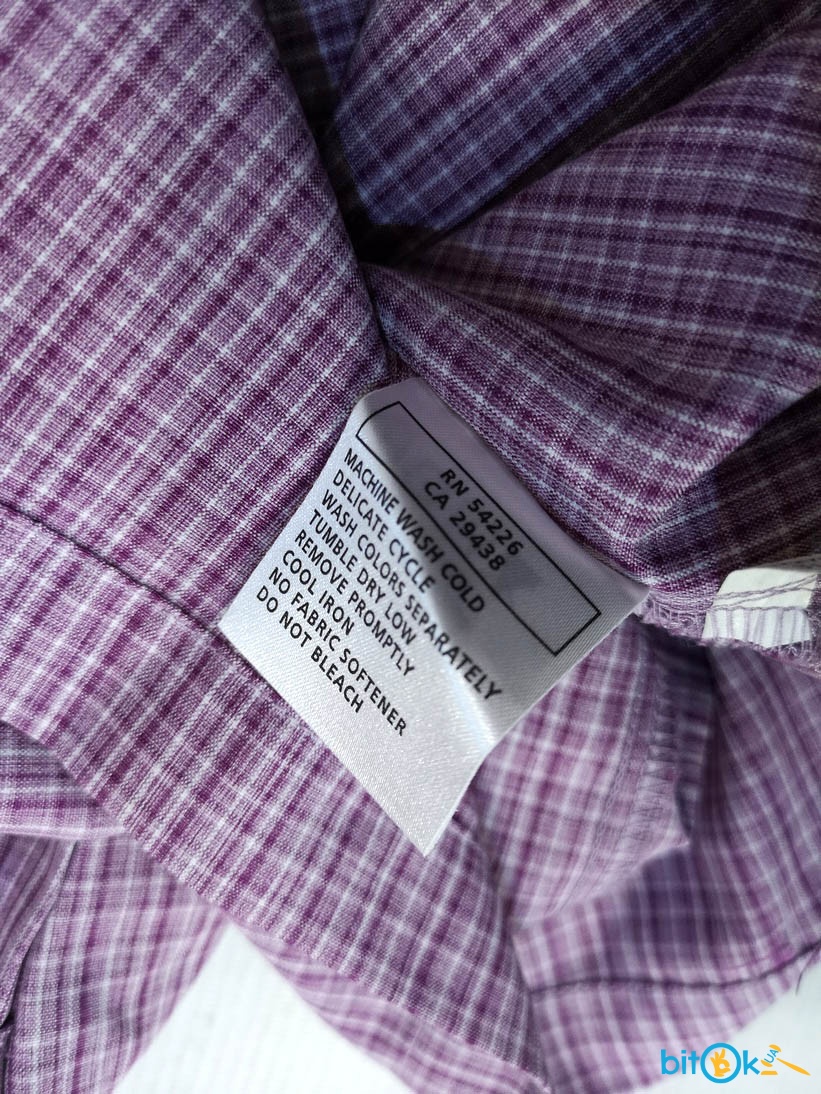 RN 54226
CA 29438
MACHINE WASH COLD
DELICATE CYCLE
WASH COLORS SEPARATELY
TUMBLE DRY LOW
REMOVE PROMPTLY
COOL IRON
NO FABRIC SOFTENER
DO NOT BLEACH
bitOk UA